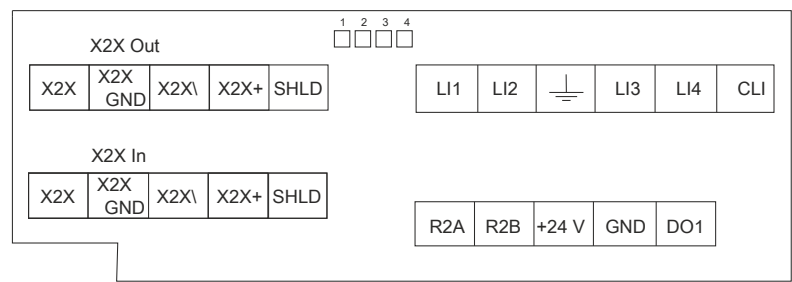 1 2 3 4
X2X Out
X2X X2X GND X2X\ X2X+ SHLD
LI1 LI2 LI3 LI4 CLI
X2X In
X2X X2X GND X2X\ X2X+ SHLD
R2A R2B +24 V GND DO1